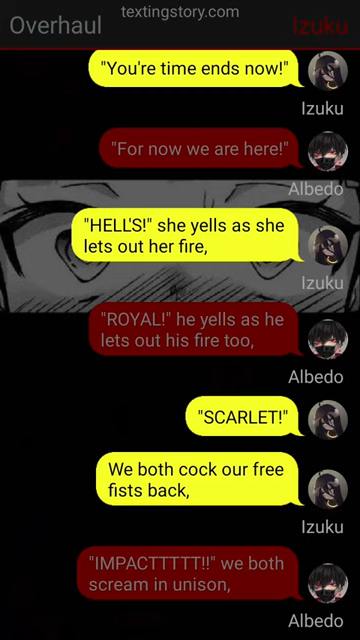 textingstory.com
Overhaul
Izuku
"You're time ends now!"
Izuku
"For now we are here!"
Albedo
"HELL'S!" she yells as she
lets out her fire,
Izuku
"ROYAL!" he yells as he
lets out his fire too,
Albedo
"SCARLET!"
We both cock our free
fists back,
Izuku
"IMPACTTTTT!!" we both
scream in unison,
Albedo